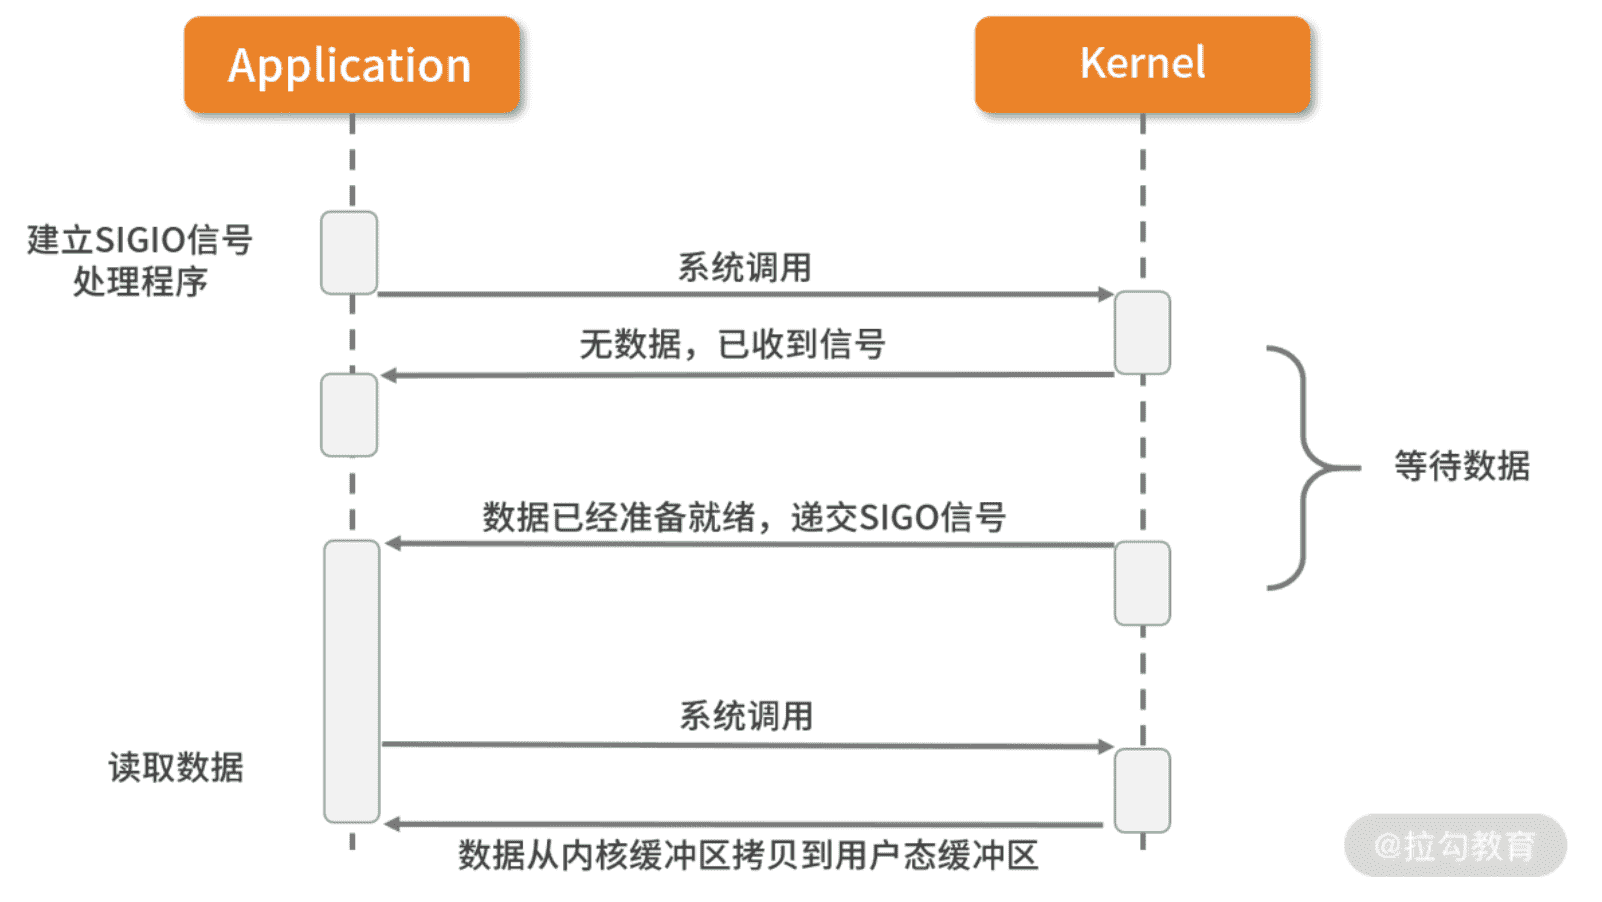 Application
Kernel
建立SIGIO信号
处理程序
系统调用
无数据，已收到信号
等待数据
数据已经准备就绪，递交SIGO信号
系统调用
读取数据
数据从内核缓冲区拷贝到用户态缓冲区
@拉勾教育